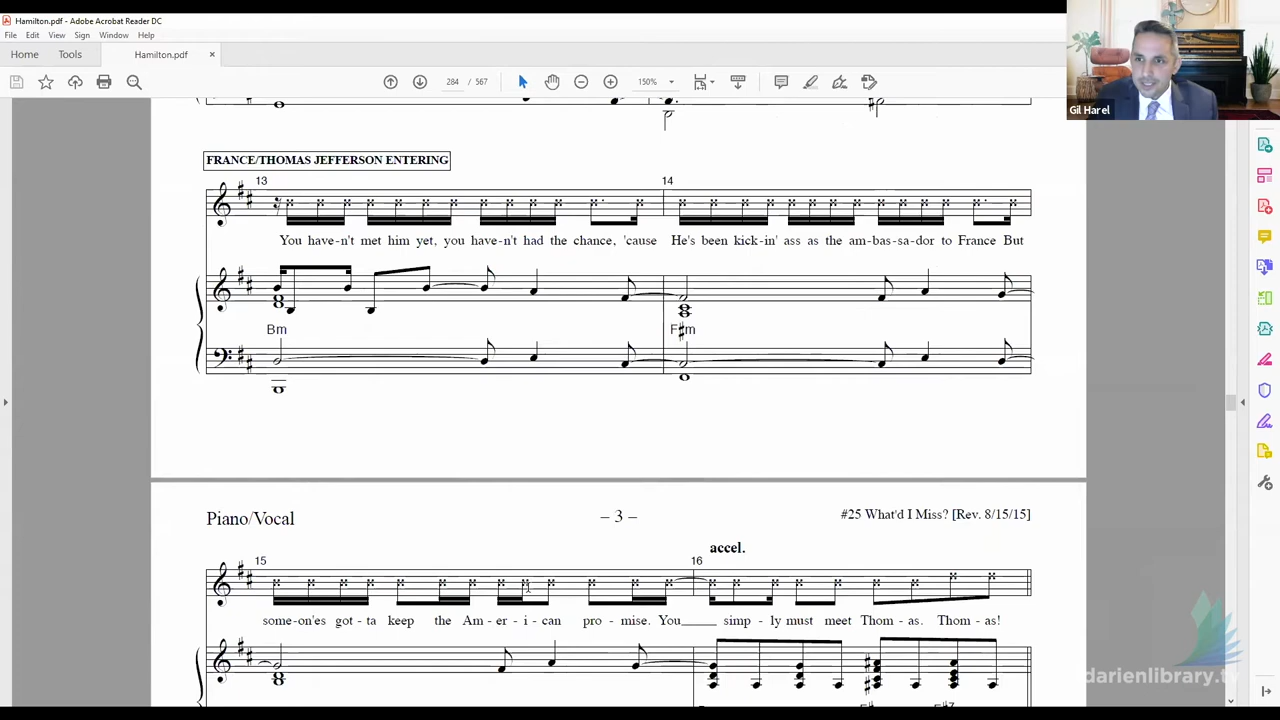 Hamilton.pdf - Adobe Acrobat Reader DC
File Edit View Sign Window Help
Home Tools Hamilton.pdf ×
284 / 567 150%
Gil Harel
FRANCE/THOMAS JEFFERSON ENTERING
13 14
You have-n't met him yet, you have-n't had the chance, 'cause He's been kick-in' ass as the am-bas-sa-dor to France But
Bm F#m
Piano/Vocal – 3 – #25 What'd I Miss? [Rev. 8/15/15]
accel.
15 16
some-on'es got-ta keep the Am-er-i-can pro-mise. You____ simp-ly must meet Thom-as. Thom-as!
darienlibrary.tv